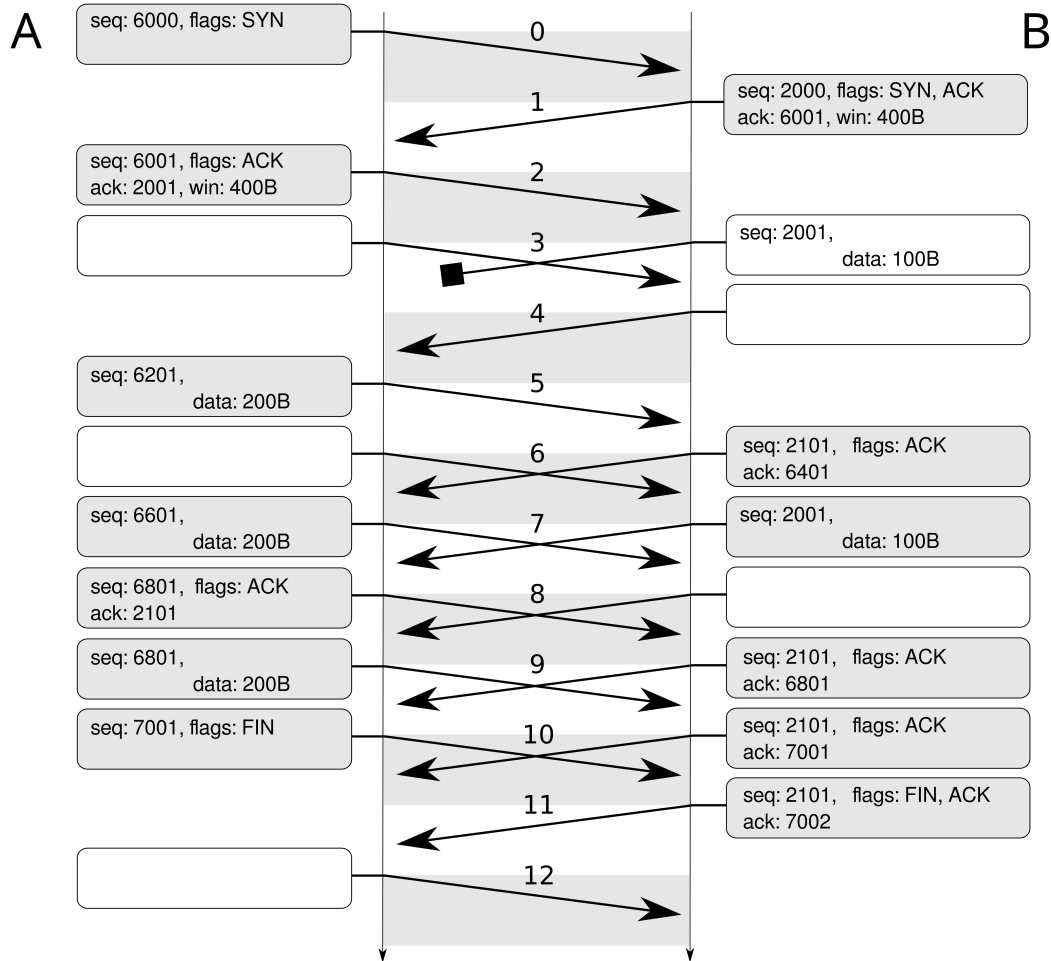 A
B
seq: 6000, flags: SYN
0
1
seq: 2000, flags: SYN, ACK
ack: 6001, win: 400B
seq: 6001, flags: ACK
ack: 2001, win: 400B
2
3
seq: 2001,
data: 100B
4
seq: 6201,
data: 200B
5
6
seq: 2101, flags: ACK
ack: 6401
seq: 6601,
data: 200B
7
seq: 2001,
data: 100B
seq: 6801, flags: ACK
ack: 2101
8
seq: 6801,
data: 200B
9
seq: 2101, flags: ACK
ack: 6801
seq: 7001, flags: FIN
10
seq: 2101, flags: ACK
ack: 7001
11
seq: 2101, flags: FIN, ACK
ack: 7002
12